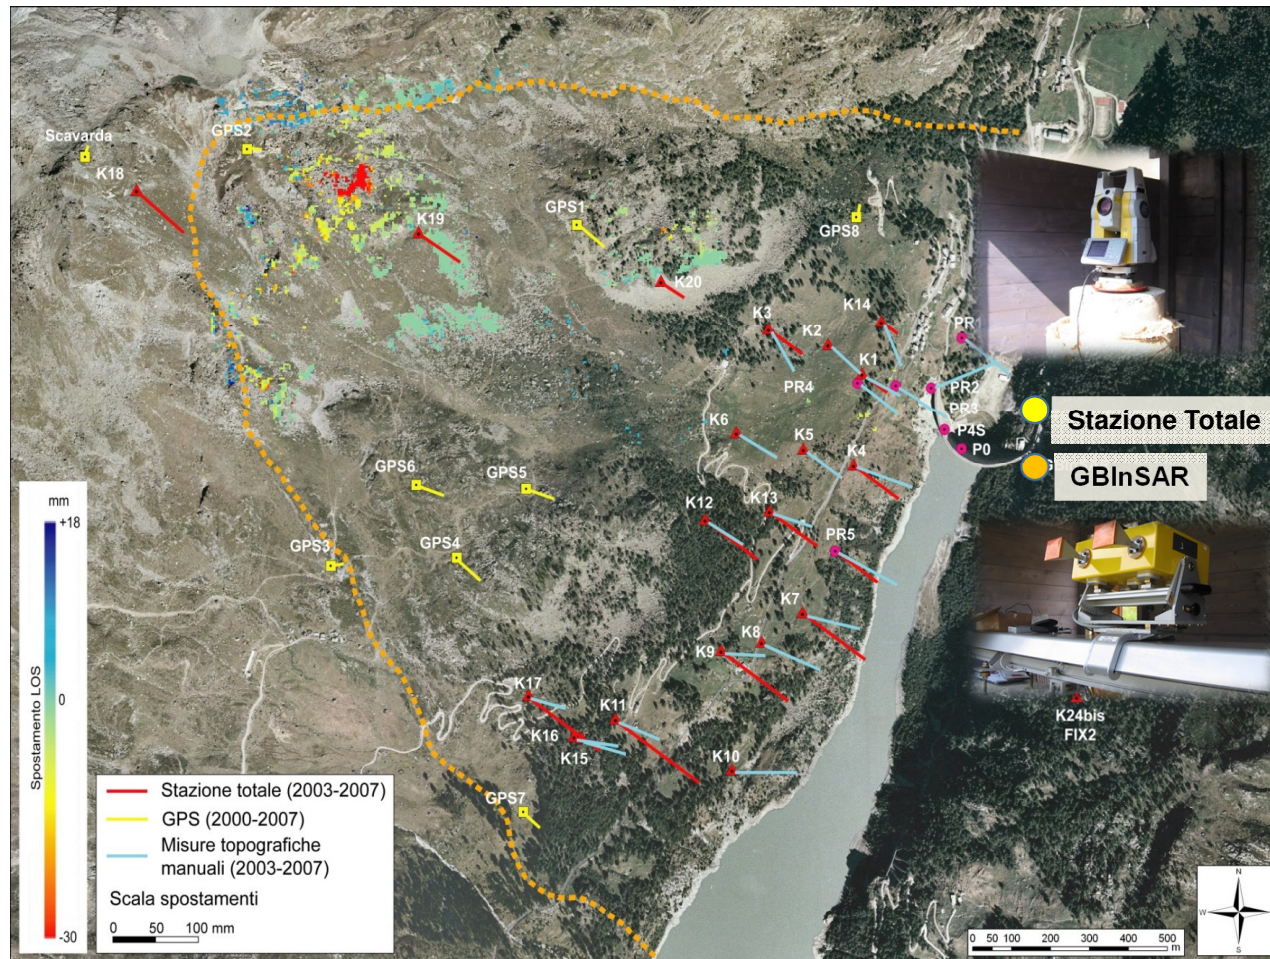 Scavarda
GPS2
K18
K19
GPS1
GPS8
K20
K3
K2
K14
PR1
K1
PR4
PR2
PR3
P4S
P0
Stazione Totale
GBInSAR
K6
K5
K4
GPS6
GPS5
K12
K13
PR5
GPS3
GPS4
K7
K8
K9
K17
K11
K16
K15
K10
GPS7
K24bis
FIX2
mm
+18
0
-30
Spostamento LOS
Stazione totale (2003-2007)
GPS (2000-2007)
Misure topografiche
manuali (2003-2007)
Scala spostamenti
0 50 100 mm
0 50 100 200 300 400 500
m
N
W E
S